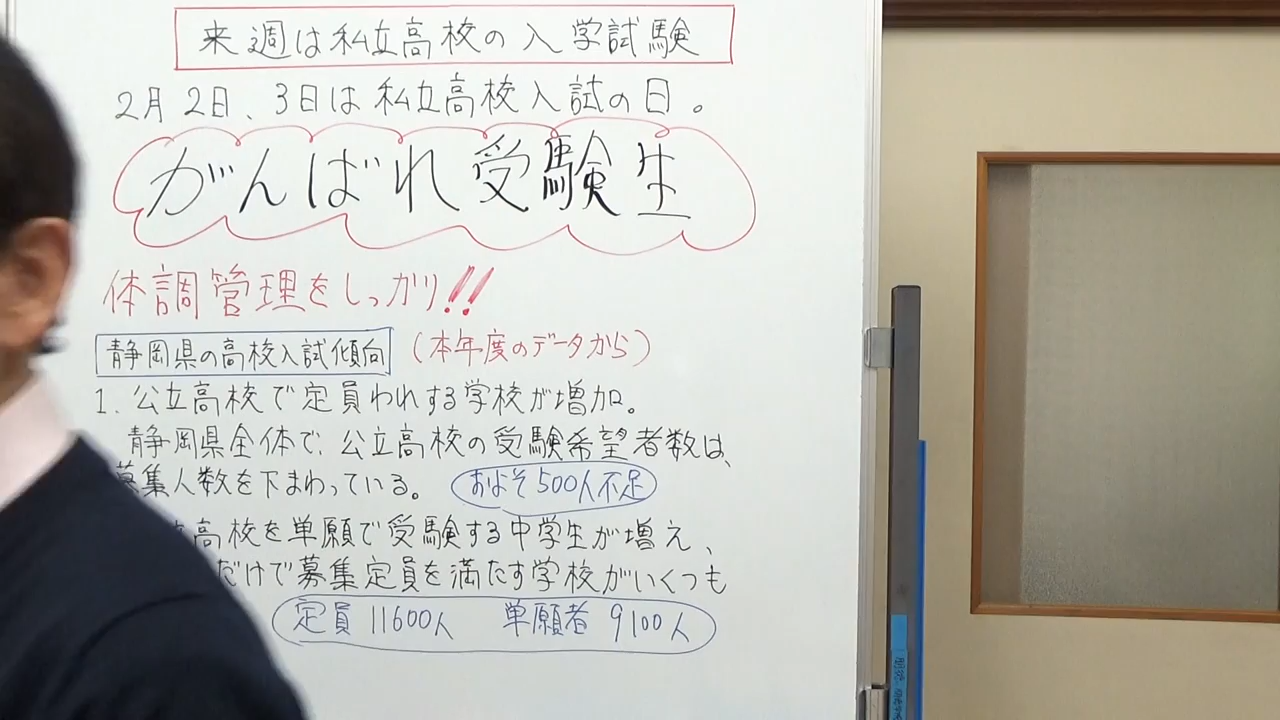 来週は私立高校の入学試験
2月2日、3日は私立高校入試の日。
がんばれ受験生
体調管理をしっかり!!
静岡県の高校入試傾向 (本年度のデータから)
1. 公立高校で定員われする学校が増加。
静岡県全体で、公立高校の受験希望者数は、
募集人数を下まわっている。 およそ500人不足
高校を単願で受験する中学生が増え、
だけで募集定員を満たす学校がいくつも
定員 11600人 単願者 9100人